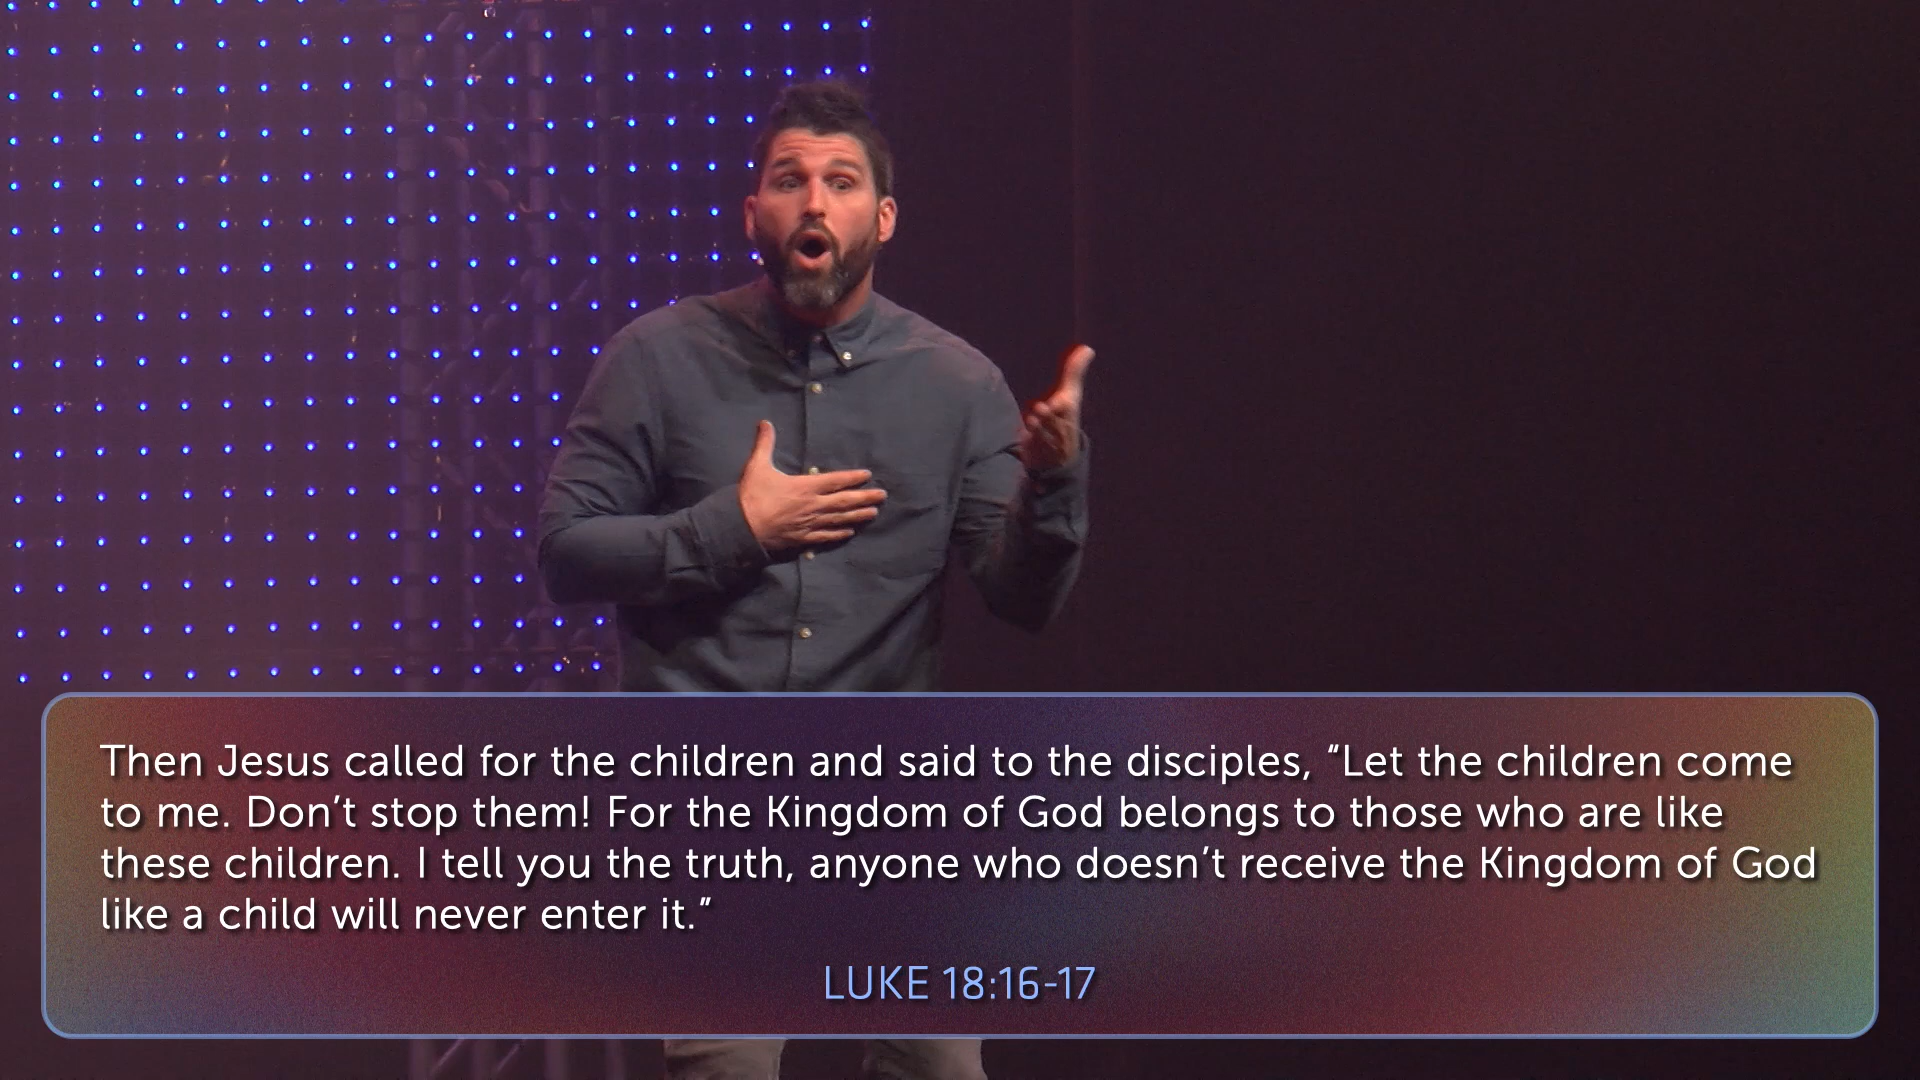 Then Jesus called for the children and said to the disciples, “Let the children come
to me. Don’t stop them! For the Kingdom of God belongs to those who are like
these children. I tell you the truth, anyone who doesn’t receive the Kingdom of God
like a child will never enter it.”
LUKE 18:16-17